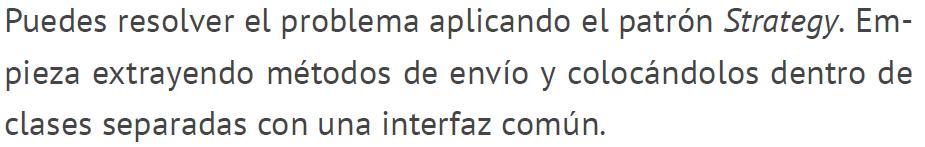 Puedes resolver el problema aplicando el patrón Strategy. Em-
pieza extrayendo métodos de envío y colocándolos dentro de
clases separadas con una interfaz común.